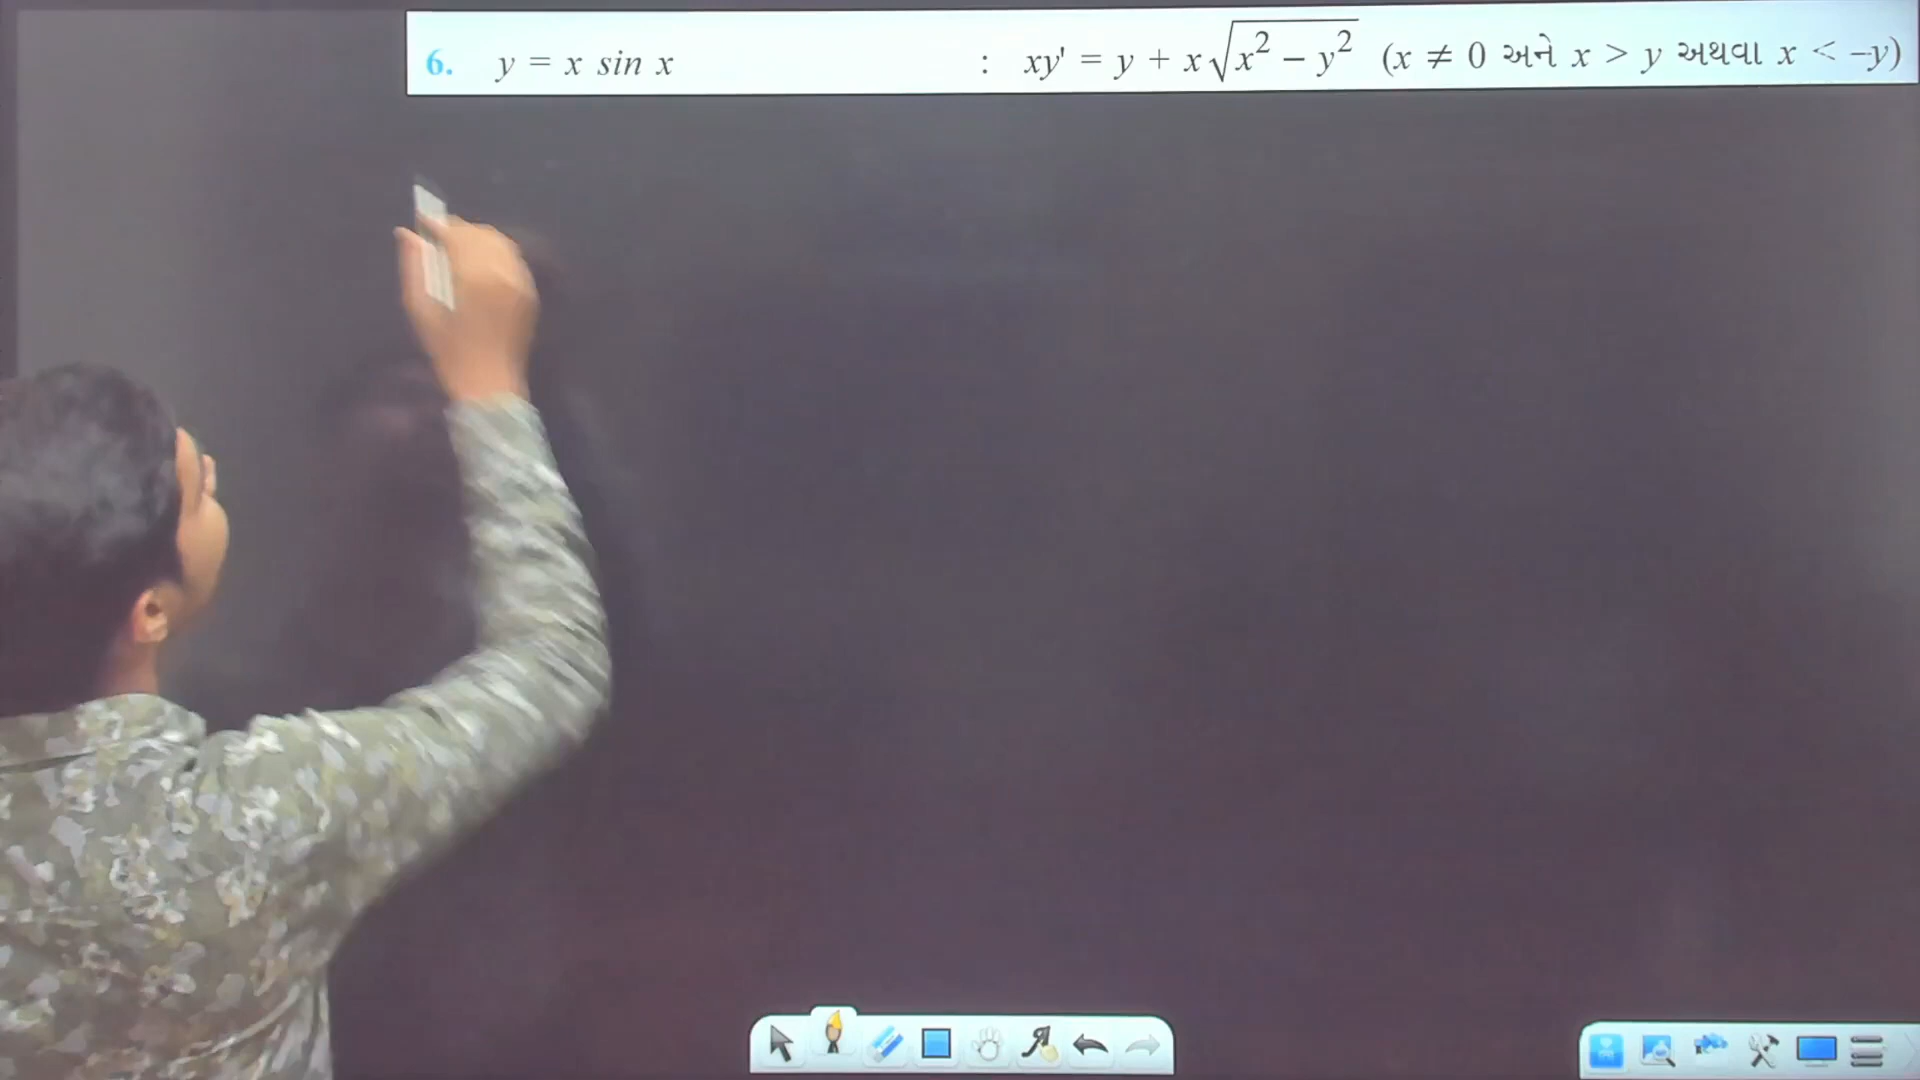 6. y = x sin x : xy' = y + x√(x² – y²) (x ≠ 0 અને x > y અથવા x < –y)